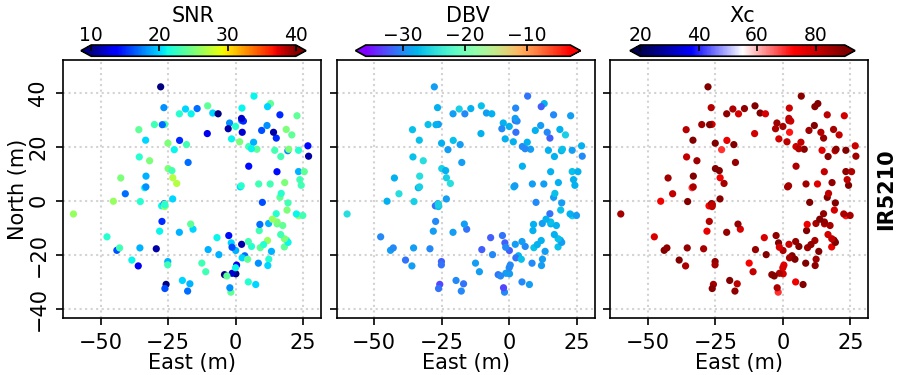 SNR DBV Xc
10 20 30 40 −30 −20 −10 20 40 60 80
40
20
0
−20
−40
North (m)
IR5210
−50 −25 0 25 −50 −25 0 25 −50 −25 0 25
East (m) East (m) East (m)